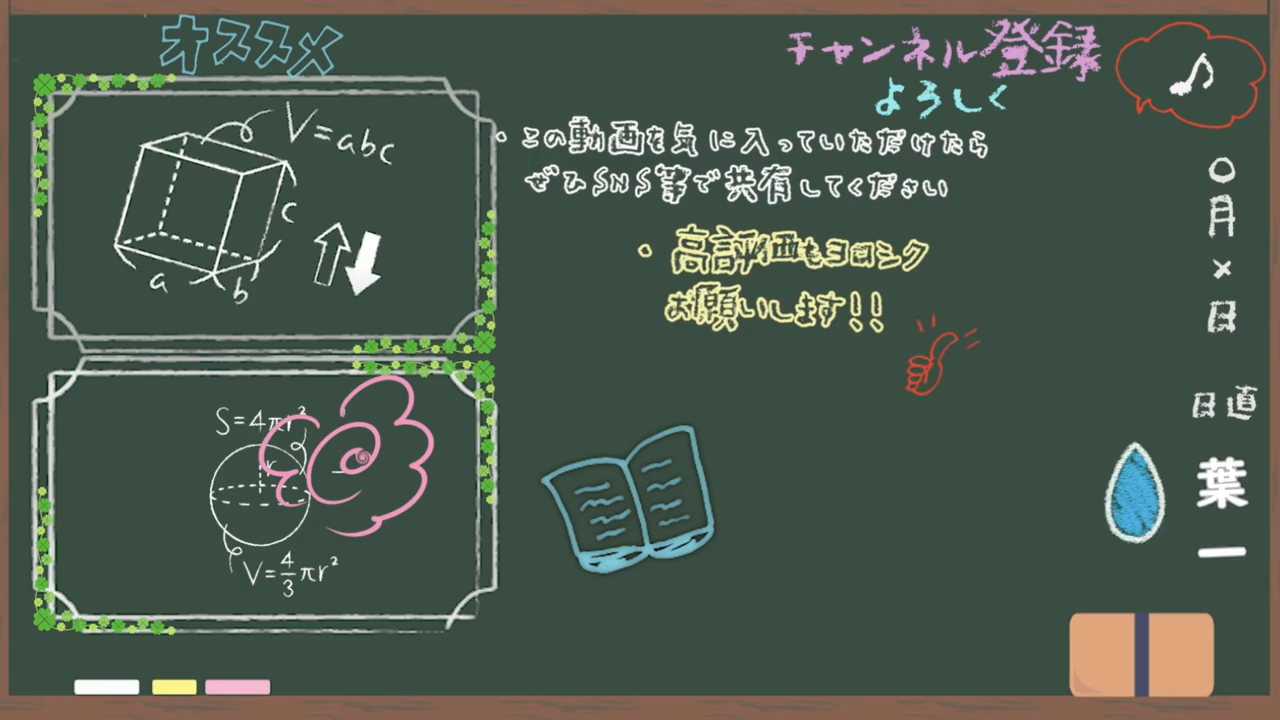 オススメ
チャンネル登録
よろしく
・この動画を気に入っていただけたら
ぜひSNS等で共有してください
・高評価もヨロシク
お願いします!!
V=abc
c
a
b
S=4πr²
r
V=4/3πr²
○月×日
日直
葉一